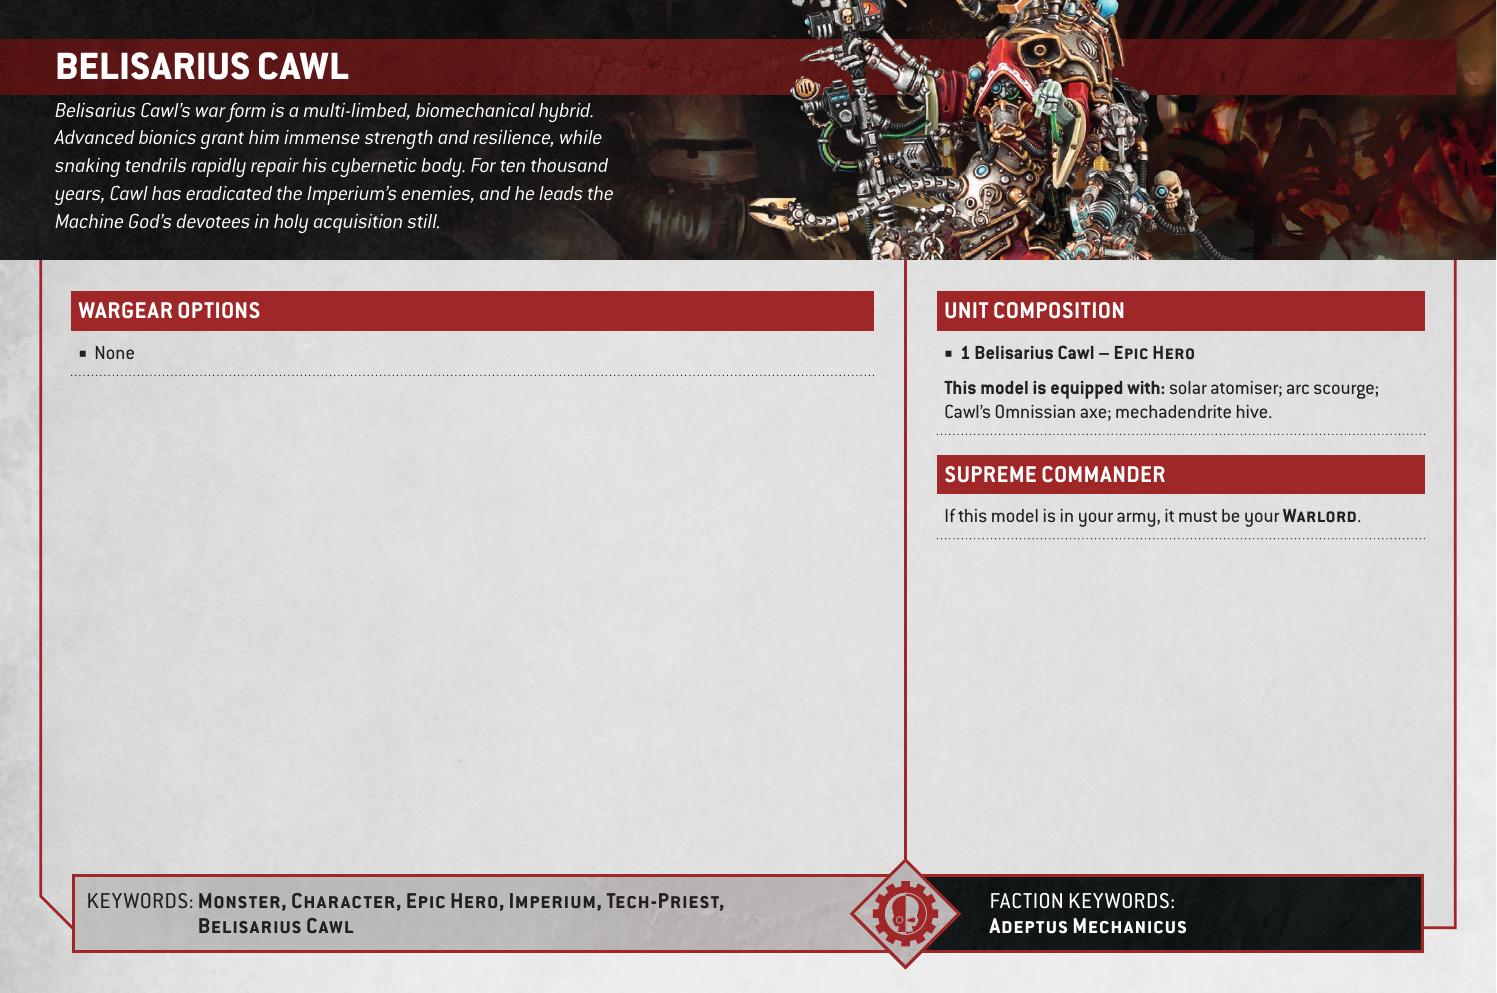 BELISARIUS CAWL
Belisarius Cawl’s war form is a multi-limbed, biomechanical hybrid.
Advanced bionics grant him immense strength and resilience, while
snaking tendrils rapidly repair his cybernetic body. For ten thousand
years, Cawl has eradicated the Imperium’s enemies, and he leads the
Machine God’s devotees in holy acquisition still.
WARGEAR OPTIONS
■ None
UNIT COMPOSITION
■ 1 Belisarius Cawl – Epic Hero
This model is equipped with: solar atomiser; arc scourge;
Cawl’s Omnissian axe; mechadendrite hive.
SUPREME COMMANDER
If this model is in your army, it must be your Warlord.
KEYWORDS: Monster, Character, Epic Hero, Imperium, Tech-Priest,
Belisarius Cawl
FACTION KEYWORDS:
Adeptus Mechanicus